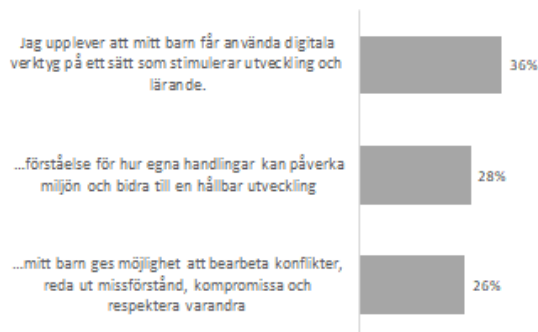 Jag upplever att mitt barn får använda digitala
verktyg på ett sätt som stimulerar utveckling och
lärande.
36%
...förståelse för hur egna handlingar kan påverka
miljön och bidra till en hållbar utveckling
28%
...mitt barn ges möjlighet att bearbeta konflikter,
reda ut missförstånd, kompromissa och
respektera varandra
26%